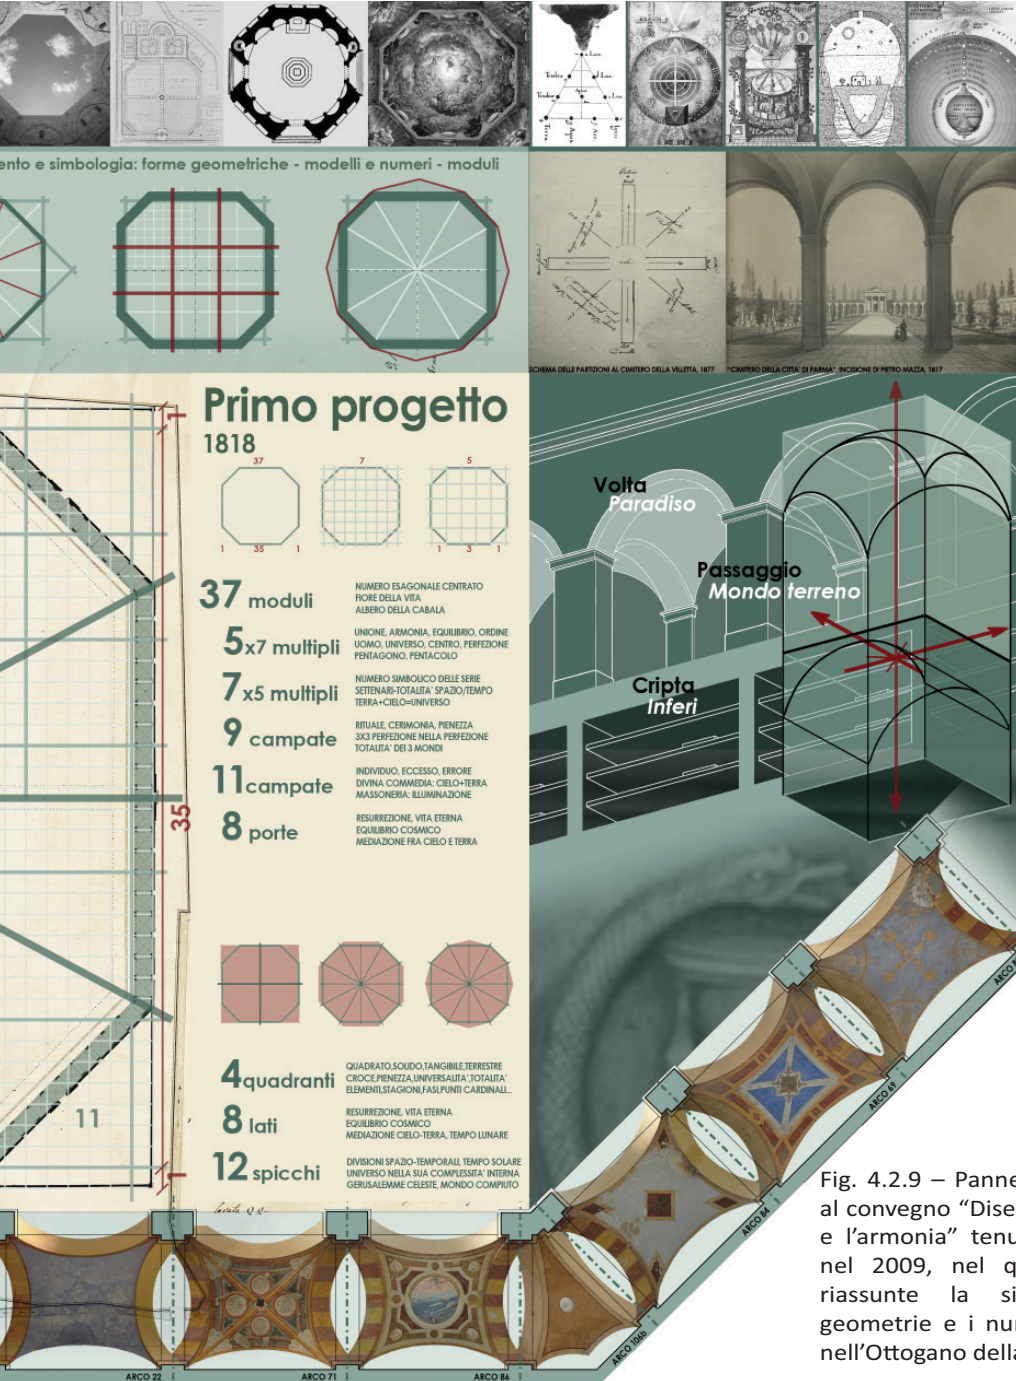 ento e simbologia: forme geometriche - modelli e numeri - moduli
SCHEMA DELLE PARTIZIONI AL CIMITERO DELLA VILLETTA, 1877
"CIMITERO DELLA CITTA' DI PARMA", INCISIONE DI PIETRO MAZZA, 1817
Primo progetto
1818
37
7
5
1
35
1
1
3
1
37 moduli
NUMERO ESAGONALE CENTRATO
FIORE DELLA VITA
ALBERO DELLA CABALA
5x7 multipli
UNIONE, ARMONIA, EQUILIBRIO, ORDINE
UOMO, UNIVERSO, CENTRO, PERFEZIONE
PENTAGONO, PENTACOLO
7x5 multipli
NUMERO SIMBOLICO DELLE SERIE
SETTENARI-TOTALITA' SPAZIO/TEMPO
TERRA+CIELO=UNIVERSO
9 campate
RITUALE, CERIMONIA, PIENEZZA
3X3 PERFEZIONE NELLA PERFEZIONE
TOTALITA' DEI 3 MONDI
11campate
INDIVIDUO, ECCESSO, ERRORE
DIVINA COMMEDIA: CIELO+TERRA
MASSONERIA: ILLUMINAZIONE
8 porte
RESURREZIONE, VITA ETERNA
EQUILIBRIO COSMICO
MEDIAZIONE FRA CIELO E TERRA
4quadranti
QUADRATO,SOLIDO,TANGIBILE,TERRESTRE
CROCE,PIENEZZA,UNIVERSALITA',TOTALITA'
ELEMENTI,STAGIONI,FASI,PUNTI CARDINALI...
8 lati
RESURREZIONE, VITA ETERNA
EQUILIBRIO COSMICO
MEDIAZIONE CIELO-TERRA, TEMPO LUNARE
12 spicchi
DIVISIONI SPAZIO-TEMPORALI, TEMPO SOLARE
UNIVERSO NELLA SUA COMPLESSITA' INTERNA
GERUSALEMME CELESTE, MONDO COMPIUTO
1
35
11
1
Volta
Paradiso
Passaggio
Mondo terreno
Cripta
Inferi
ARCO 22
ARCO 71
ARCO 86
ARCO 106b
ARCO 84
ARCO 69
Fig. 4.2.9 – Panne
al convegno “Dise
e l’armonia” tenu
nel 2009, nel q
riassunte la si
geometrie e i nu
nell’Ottogano della